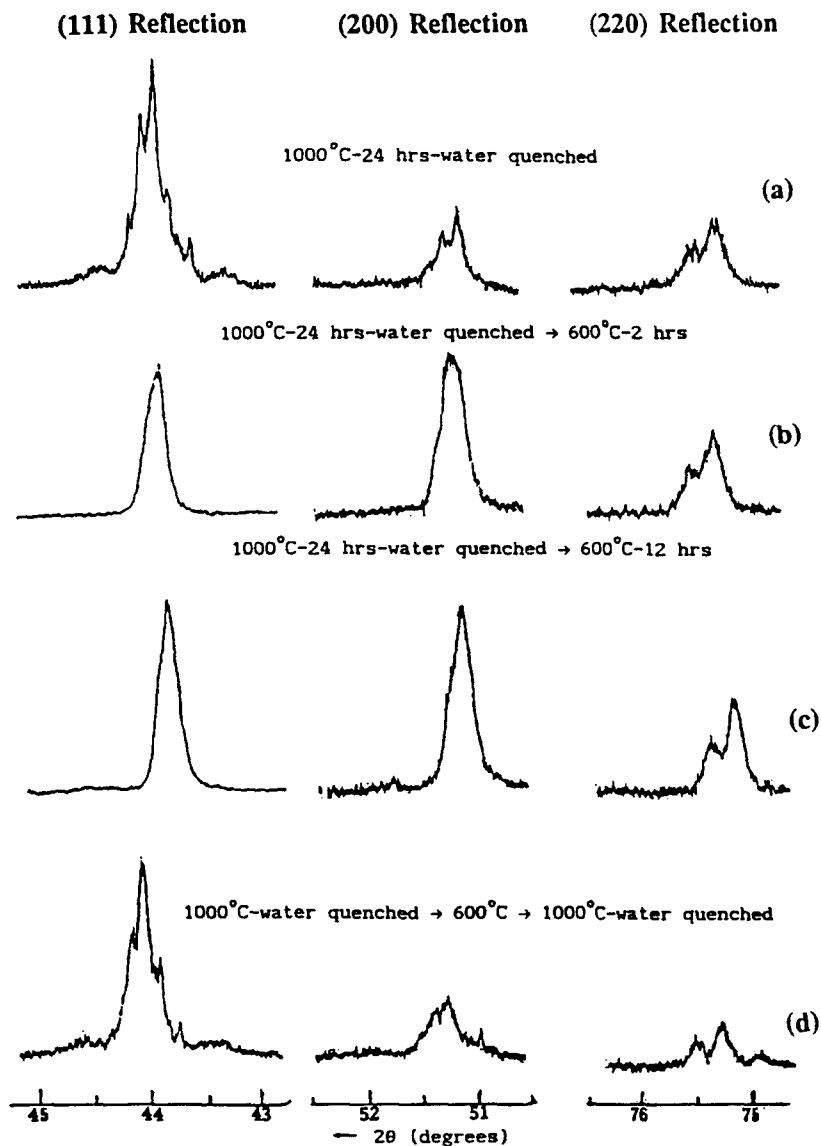 (111) Reflection (200) Reflection (220) Reflection
1000°C-24 hrs-water quenched
(a)
1000°C-24 hrs-water quenched → 600°C-2 hrs
(b)
1000°C-24 hrs-water quenched → 600°C-12 hrs
(c)
1000°C-water quenched → 600°C → 1000°C-water quenched
(d)
45 44 43 52 51 76 75
← 2θ (degrees)